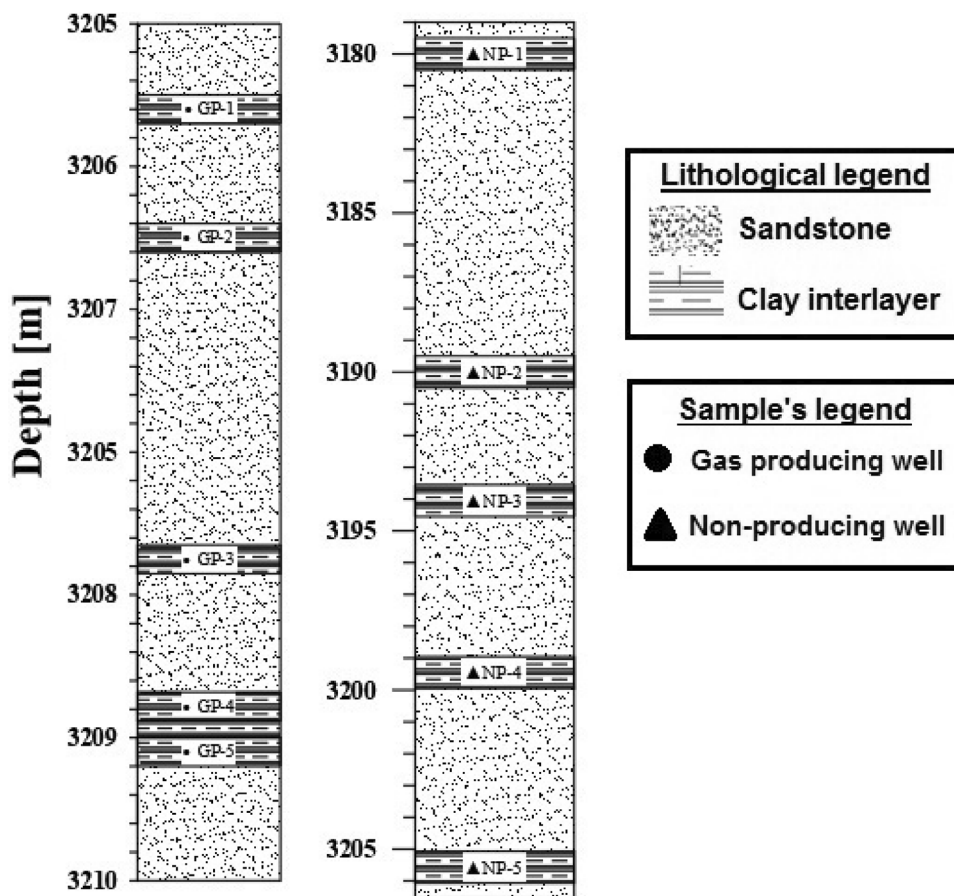 Depth [m]
3205
GP-1
3206
GP-2
3207
3205
GP-3
3208
GP-4
3209
GP-5
3210
3180
NP-1
3185
3190
NP-2
NP-3
3195
NP-4
3200
3205
NP-5
Lithological legend
Sandstone
Clay interlayer
Sample's legend
Gas producing well
Non-producing well